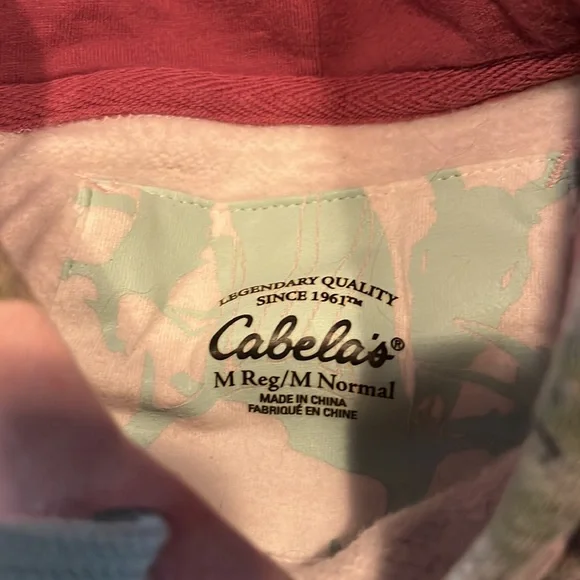 LEGENDARY QUALITY
SINCE 1961™
Cabela's®
M Reg/M Normal
MADE IN CHINA
FABRIQUÉ EN CHINE